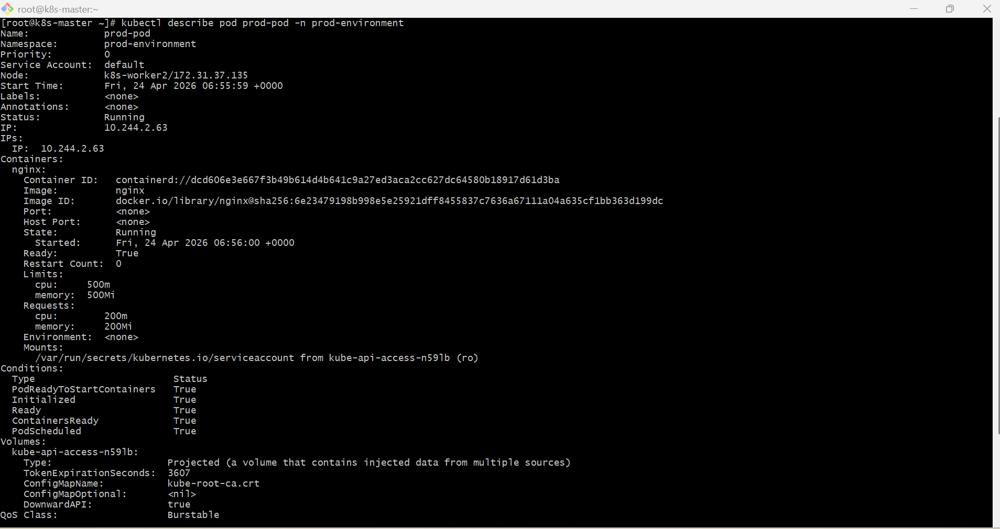 root@k8s-master:~
[root@k8s-master ~]# kubectl describe pod prod-pod -n prod-environment
Name:             prod-pod
Namespace:        prod-environment
Priority:         0
Service Account:  default
Node:             k8s-worker2/172.31.37.135
Start Time:       Fri, 24 Apr 2026 06:55:59 +0000
Labels:           <none>
Annotations:      <none>
Status:           Running
IP:               10.244.2.63
IPs:
  IP:  10.244.2.63
Containers:
  nginx:
    Container ID:   containerd://dcd606e3e667f3b49b614d4b641c9a27ed3aca2cc627dc64580b18917d61d3ba
    Image:          nginx
    Image ID:       docker.io/library/nginx@sha256:6e23479198b998e5e25921dff8455837c7636a67111a04a635cf1bb363d199dc
    Port:           <none>
    Host Port:      <none>
    State:          Running
      Started:      Fri, 24 Apr 2026 06:56:00 +0000
    Ready:          True
    Restart Count:  0
    Limits:
      cpu:     500m
      memory:  500Mi
    Requests:
      cpu:        200m
      memory:     200Mi
    Environment:  <none>
    Mounts:
      /var/run/secrets/kubernetes.io/serviceaccount from kube-api-access-n59lb (ro)
Conditions:
  Type                        Status
  PodReadyToStartContainers   True
  Initialized                 True
  Ready                       True
  ContainersReady             True
  PodScheduled                True
Volumes:
  kube-api-access-n59lb:
    Type:                    Projected (a volume that contains injected data from multiple sources)
    TokenExpirationSeconds:  3607
    ConfigMapName:           kube-root-ca.crt
    ConfigMapOptional:       <nil>
    DownwardAPI:             true
QoS Class:                   Burstable